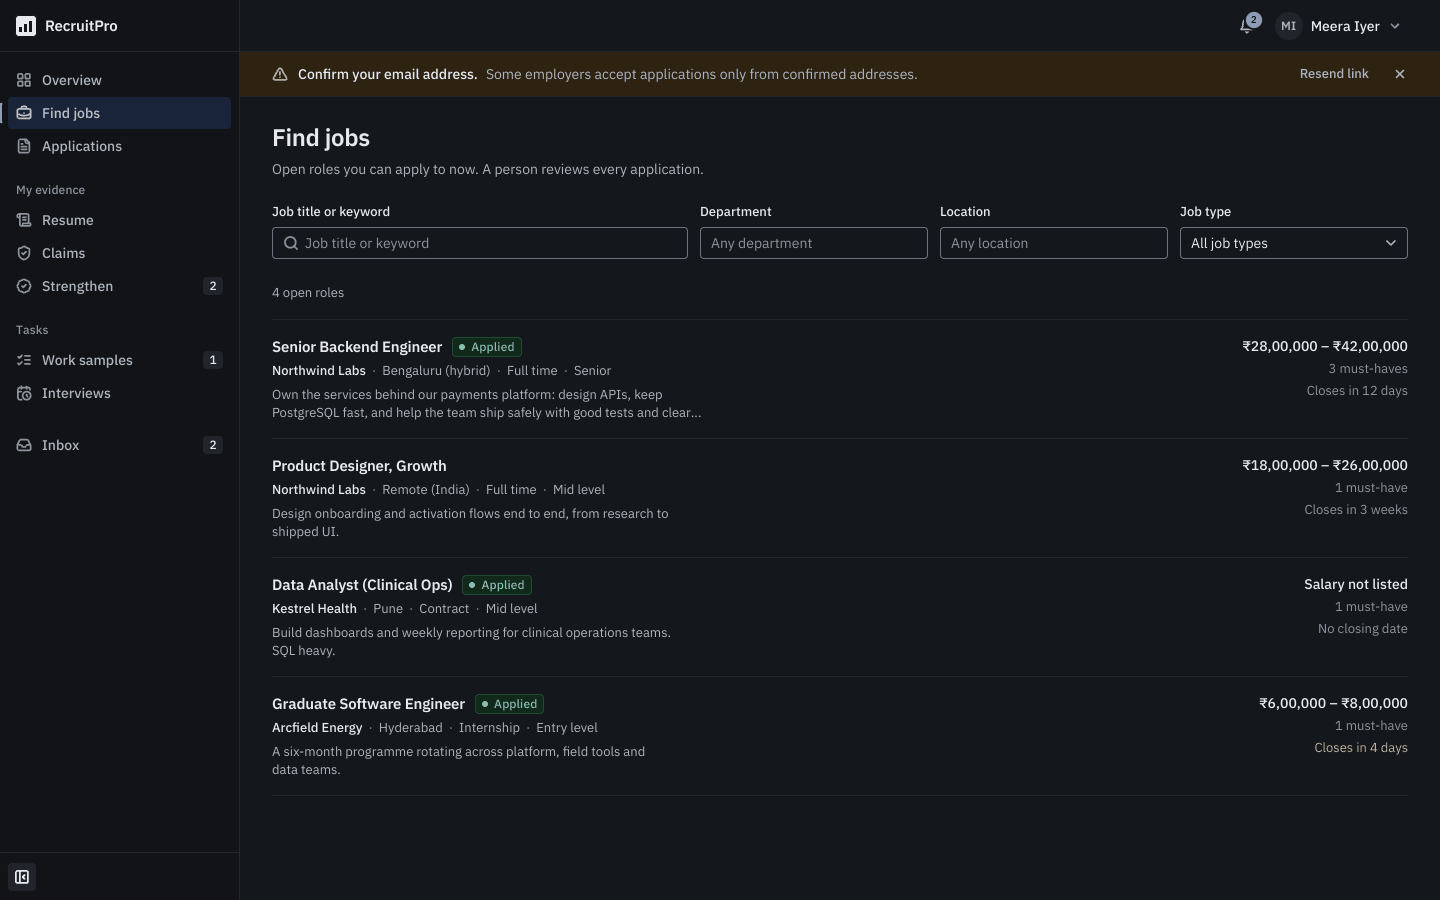 RecruitPro
2
MI
Meera Iyer
Overview
Find jobs
Applications
My evidence
Resume
Claims
Strengthen 2
Tasks
Work samples 1
Interviews
Inbox 2
Confirm your email address. Some employers accept applications only from confirmed addresses.
Resend link
Find jobs
Open roles you can apply to now. A person reviews every application.
Job title or keyword
Department
Location
Job type
Job title or keyword
Any department
Any location
All job types
4 open roles
Senior Backend Engineer Applied
₹28,00,000 – ₹42,00,000
Northwind Labs · Bengaluru (hybrid) · Full time · Senior
3 must-haves
Own the services behind our payments platform: design APIs, keep
Closes in 12 days
PostgreSQL fast, and help the team ship safely with good tests and clear...
Product Designer, Growth
₹18,00,000 – ₹26,00,000
Northwind Labs · Remote (India) · Full time · Mid level
1 must-have
Design onboarding and activation flows end to end, from research to
Closes in 3 weeks
shipped UI.
Data Analyst (Clinical Ops) Applied
Salary not listed
Kestrel Health · Pune · Contract · Mid level
1 must-have
Build dashboards and weekly reporting for clinical operations teams.
No closing date
SQL heavy.
Graduate Software Engineer Applied
₹6,00,000 – ₹8,00,000
Arcfield Energy · Hyderabad · Internship · Entry level
1 must-have
A six-month programme rotating across platform, field tools and
Closes in 4 days
data teams.